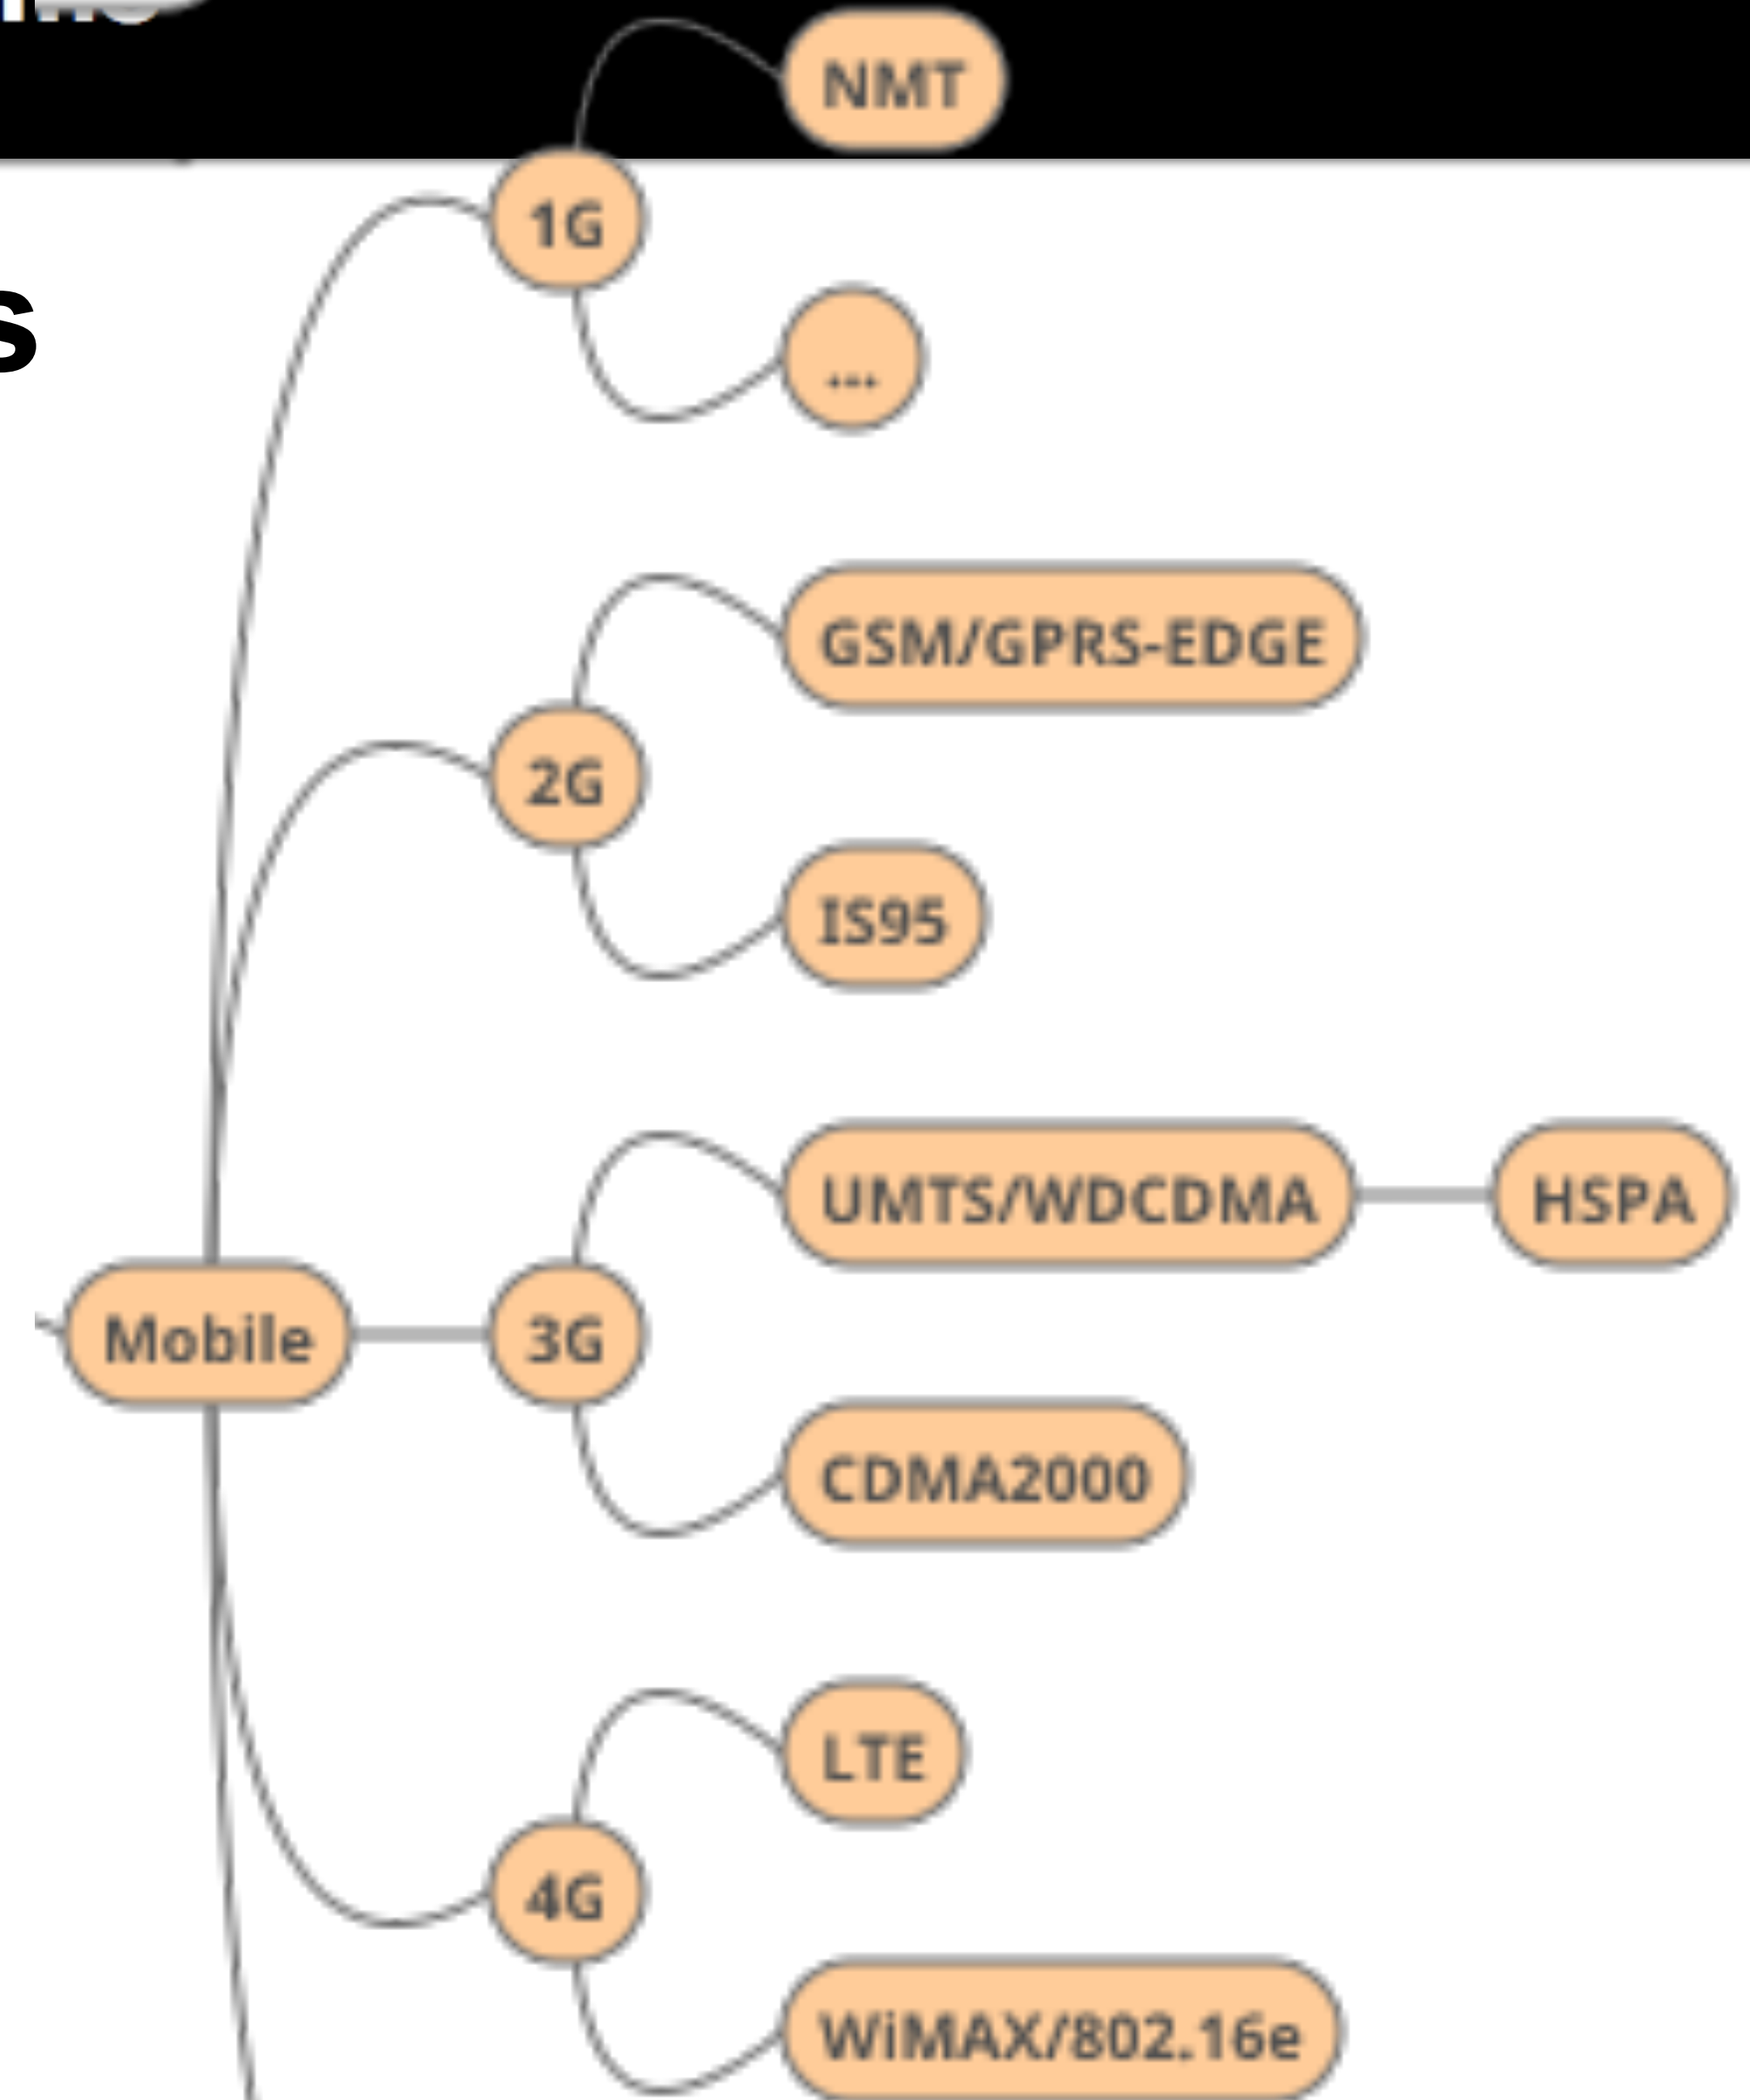 NMT
1G
...
s
GSM/GPRS-EDGE
2G
IS95
UMTS/WDCDMA
HSPA
Mobile
3G
CDMA2000
LTE
4G
WiMAX/802.16e